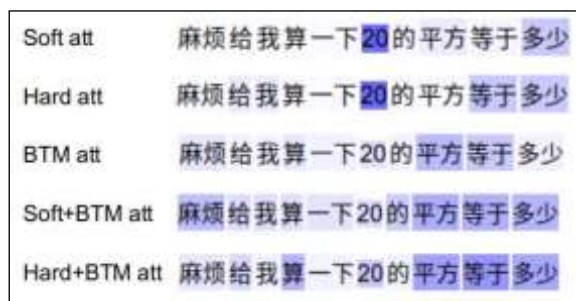 Soft att 麻烦给我算一下20的平方等于多少
Hard att 麻烦给我算一下20的平方等于多少
BTM att 麻烦给我算一下20的平方等于多少
Soft+BTM att 麻烦给我算一下20的平方等于多少
Hard+BTM att 麻烦给我算一下20的平方等于多少